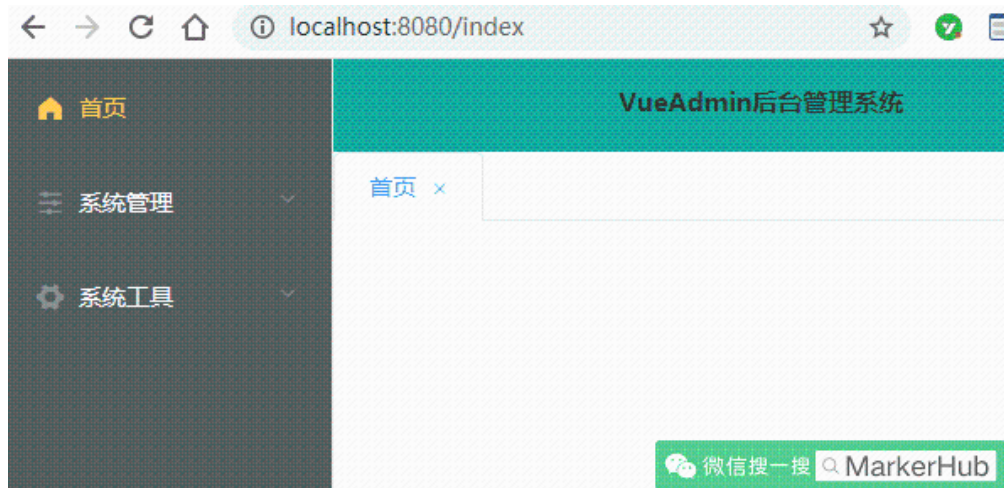 localhost:8080/index
首页
VueAdmin后台管理系统
系统管理
首页 ×
系统工具
微信搜一搜 MarkerHub